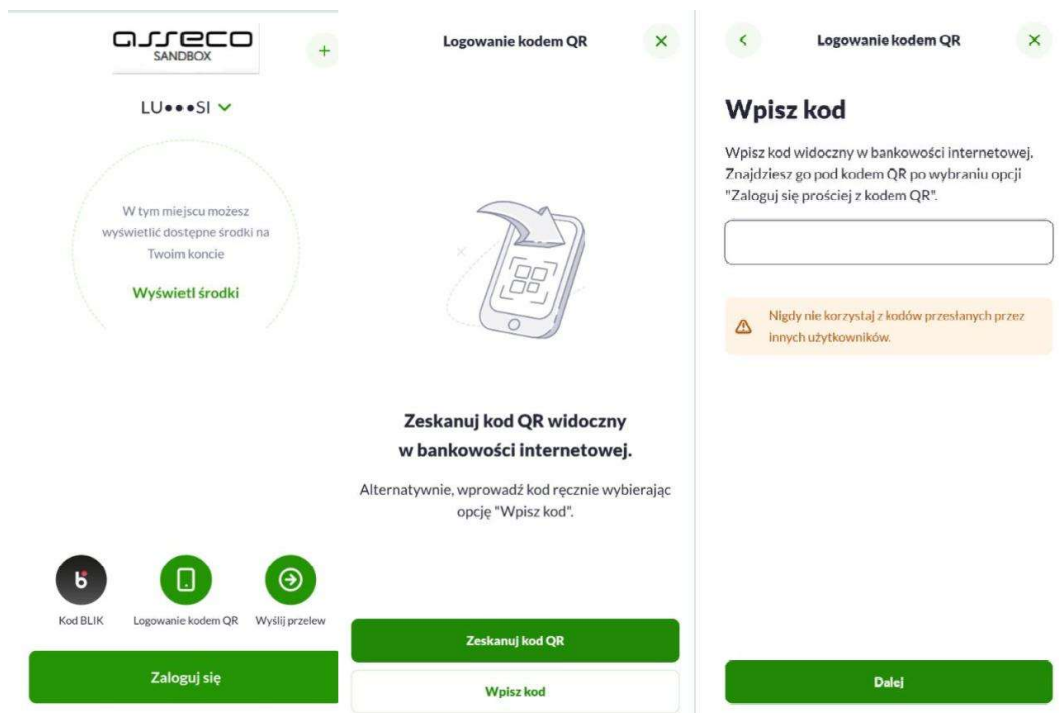 asseco
SANDBOX
LU●●●SI
W tym miejscu możesz
wyświetlić dostępne środki na
Twoim koncie
Wyświetl środki
Kod BLIK
Logowanie kodem QR
Wyślij przelew
Zaloguj się
Logowanie kodem QR
Zeskanuj kod QR widoczny
w bankowości internetowej.
Alternatywnie, wprowadź kod ręcznie wybierając
opcję "Wpisz kod".
Zeskanuj kod QR
Wpisz kod
Logowanie kodem QR
Wpisz kod
Wpisz kod widoczny w bankowości internetowej.
Znajdziesz go pod kodem QR po wybraniu opcji
"Zaloguj się prościej z kodem QR".
Nigdy nie korzystaj z kodów przesłanych przez
innych użytkowników.
Dalej